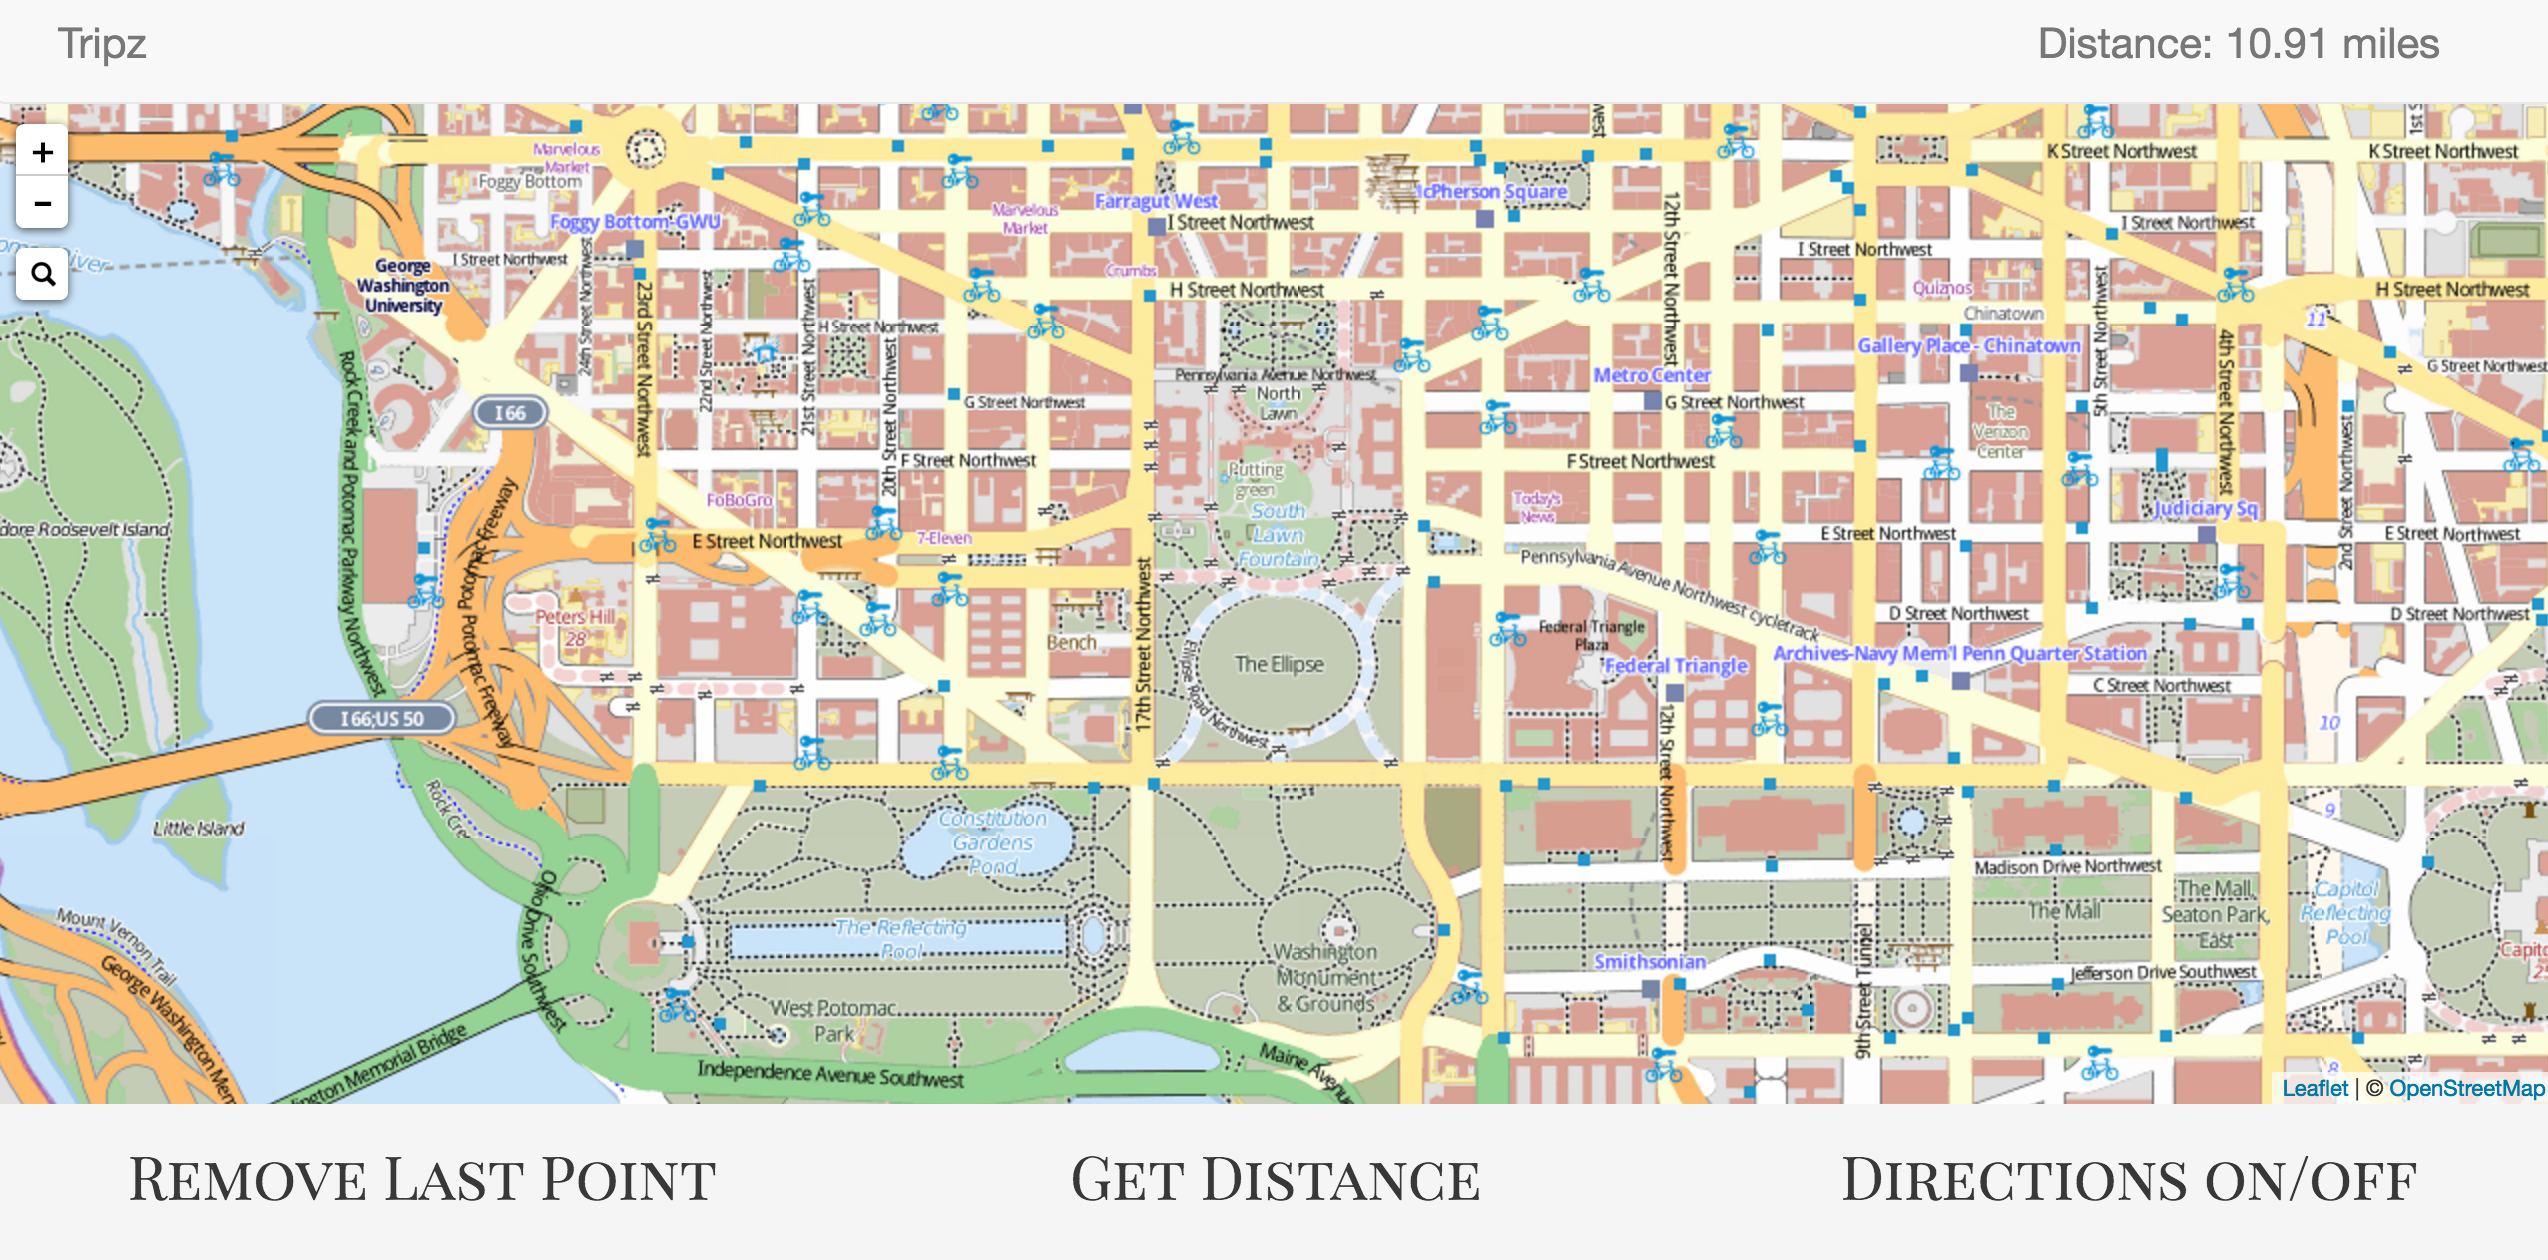 Tripz
Distance: 10.91 miles
+
−
Marvelous
Market
Foggy Bottom
Foggy Bottom-GWU
I Street Northwest
George
Washington
University
24th Street Northwest
23rd Street Northwest
22nd Street Northwest
21st Street Northwest
20th Street Northwest
H Street Northwest
G Street Northwest
F Street Northwest
Marvelous
Market
Farragut West
I Street Northwest
Crumbs
H Street Northwest
Pennsylvania Avenue Northwest
North
Lawn
Putting
green
South
Lawn
Fountain
McPherson Square
12th Street Northwest
K Street Northwest
K Street Northwest
I Street Northwest
I Street Northwest
Quiznos
H Street Northwest
Chinatown
11
Gallery Place - Chinatown
5th Street Northwest
4th Street Northwest
G Street Northwest
Metro Center
G Street Northwest
The
Verizon
Center
F Street Northwest
2nd Street Northwest
Today's
News
Judiciary Sq
E Street Northwest
E Street Northwest
I 66
Rock Creek and Potomac Parkway Northwest
Potomac Freeway
Potomac Freeway
FoBoGro
E Street Northwest
7-Eleven
dore Roosevelt Island
Peters Hill
28
Bench
17th Street Northwest
The Ellipse
Ellipse Road Northwest
Pennsylvania Avenue Northwest cycletrack
Federal Triangle
Plaza
Federal Triangle
D Street Northwest
D Street Northwest
Archives-Navy Mem'l Penn Quarter Station
C Street Northwest
10
I 66;US 50
12th Street Northwest
Little Island
Rock Cre
Constitution
Gardens
Pond
9
Madison Drive Northwest
The Mall
The Mall,
Seaton Park,
East
Capitol
Reflecting
Pool
Mount Vernon Trail
George Washington Mem
Ohio Drive Southwest
The Reflecting
Pool
Washington
Monument
& Grounds
Smithsonian
9th Street Tunnel
Jefferson Drive Southwest
Capito
West Potomac
Park
ington Memorial Bridge
Independence Avenue Southwest
Maine Avenu
8
Leaflet | © OpenStreetMap
Remove Last Point
Get Distance
Directions on/off